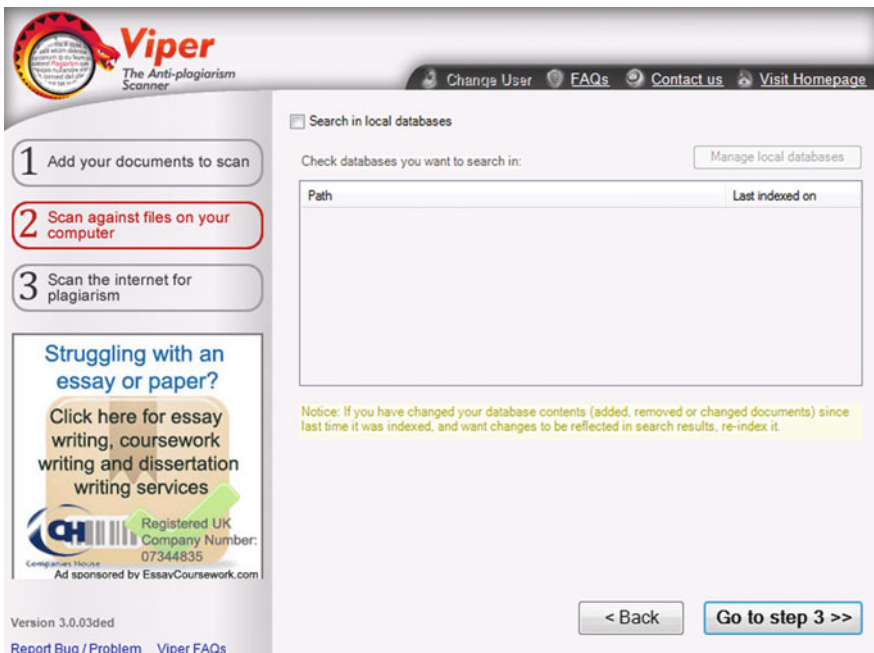 Viper
The Anti-plagiarism
Scanner
Change User FAQs Contact us Visit Homepage
1 Add your documents to scan
2 Scan against files on your
computer
3 Scan the internet for
plagiarism
Struggling with an
essay or paper?
Click here for essay
writing, coursework
writing and dissertation
writing services
CH
Registered UK
Company Number:
07344835
Companies House
Ad sponsored by EssayCoursework.com
Version 3.0.03ded
Report Bug / Problem Viper FAQs
Search in local databases
Check databases you want to search in:
Manage local databases
Path Last indexed on
Notice: If you have changed your database contents (added, removed or changed documents) since
last time it was indexed, and want changes to be reflected in search results, re-index it.
< Back Go to step 3 >>